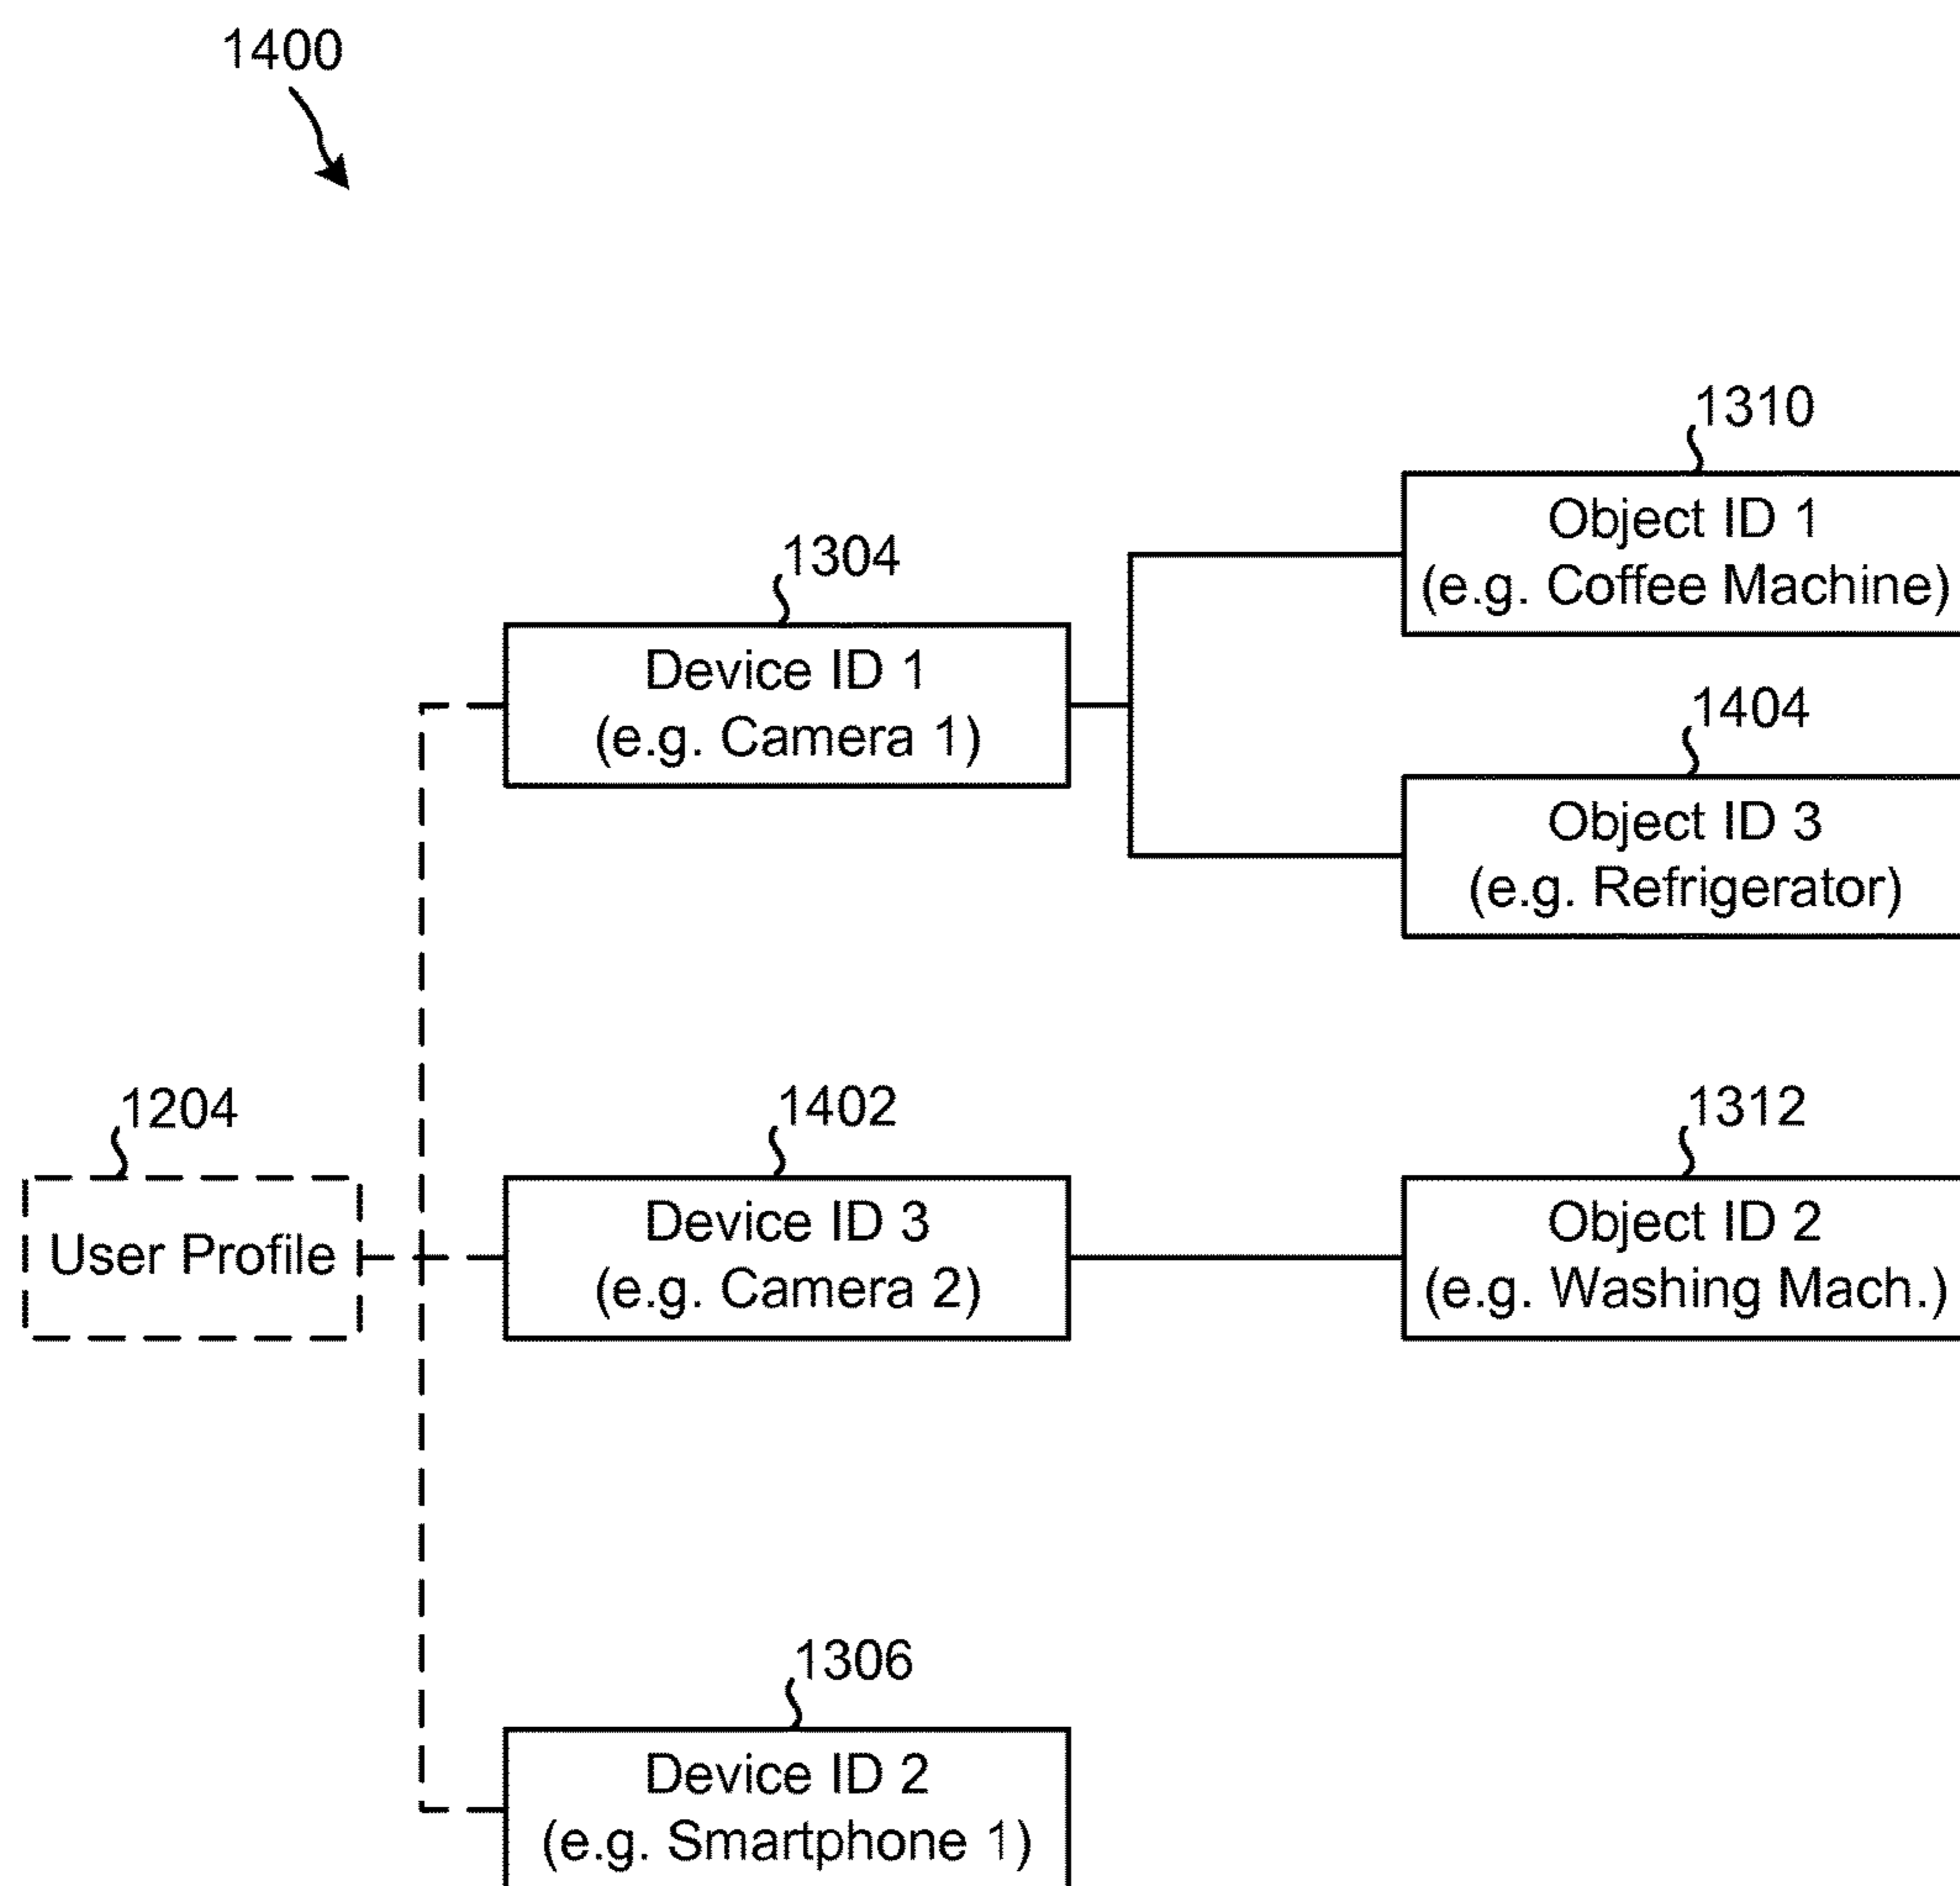 1400
1310
Object ID 1
(e.g. Coffee Machine)
1304
Device ID 1
(e.g. Camera 1)
1404
Object ID 3
(e.g. Refrigerator)
1204
User Profile
1402
Device ID 3
(e.g. Camera 2)
1312
Object ID 2
(e.g. Washing Mach.)
1306
Device ID 2
(e.g. Smartphone 1)